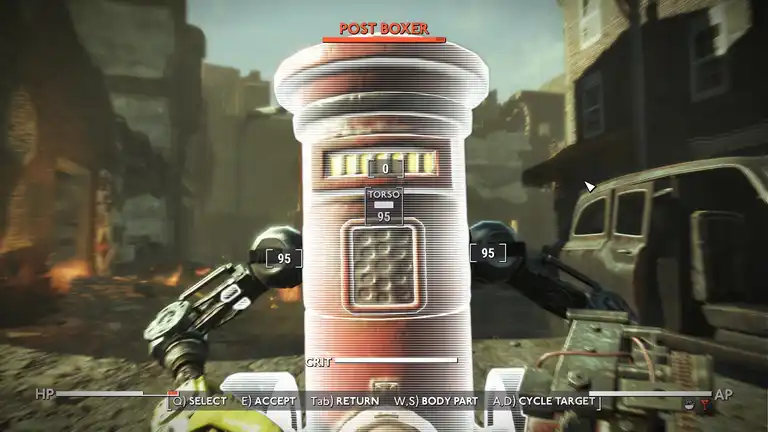 POST BOXER
0
TORSO
95
95
95
CRIT
HP
AP
Q) SELECT E) ACCEPT Tab) RETURN W,S) BODY PART A,D) CYCLE TARGET